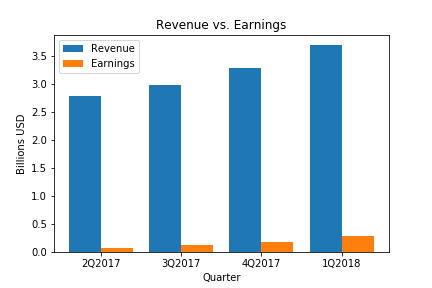 Revenue vs. Earnings
Revenue
Earnings
3.5
3.0
2.5
2.0
1.5
1.0
0.5
0.0
Billions USD
2Q2017 3Q2017 4Q2017 1Q2018
Quarter